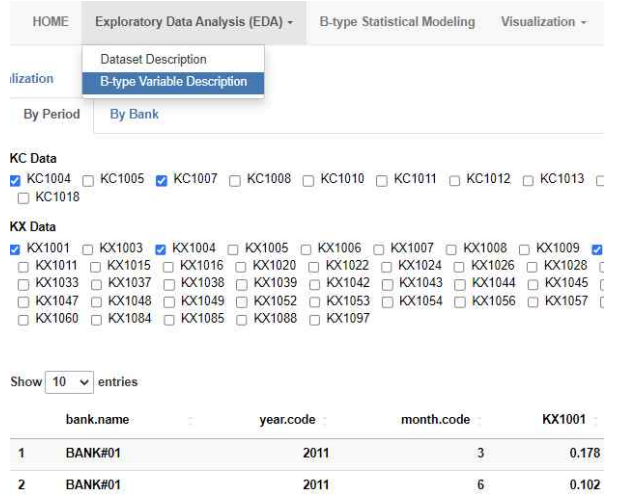 HOME Exploratory Data Analysis (EDA) B-type Statistical Modeling Visualization
Dataset Description
lization B-type Variable Description
By Period By Bank
KC Data
KC1004 KC1005 KC1007 KC1008 KC1010 KC1011 KC1012 KC1013
KC1018
KX Data
KX1001 KX1003 KX1004 KX1005 KX1006 KX1007 KX1008 KX1009
KX1011 KX1015 KX1016 KX1020 KX1022 KX1024 KX1026 KX1028
KX1033 KX1037 KX1038 KX1039 KX1042 KX1043 KX1044 KX1045
KX1047 KX1048 KX1049 KX1052 KX1053 KX1054 KX1056 KX1057
KX1060 KX1084 KX1085 KX1088 KX1097
Show 10 entries
bank.name year.code month.code KX1001
1 BANK#01 2011 3 0.178
2 BANK#01 2011 6 0.102